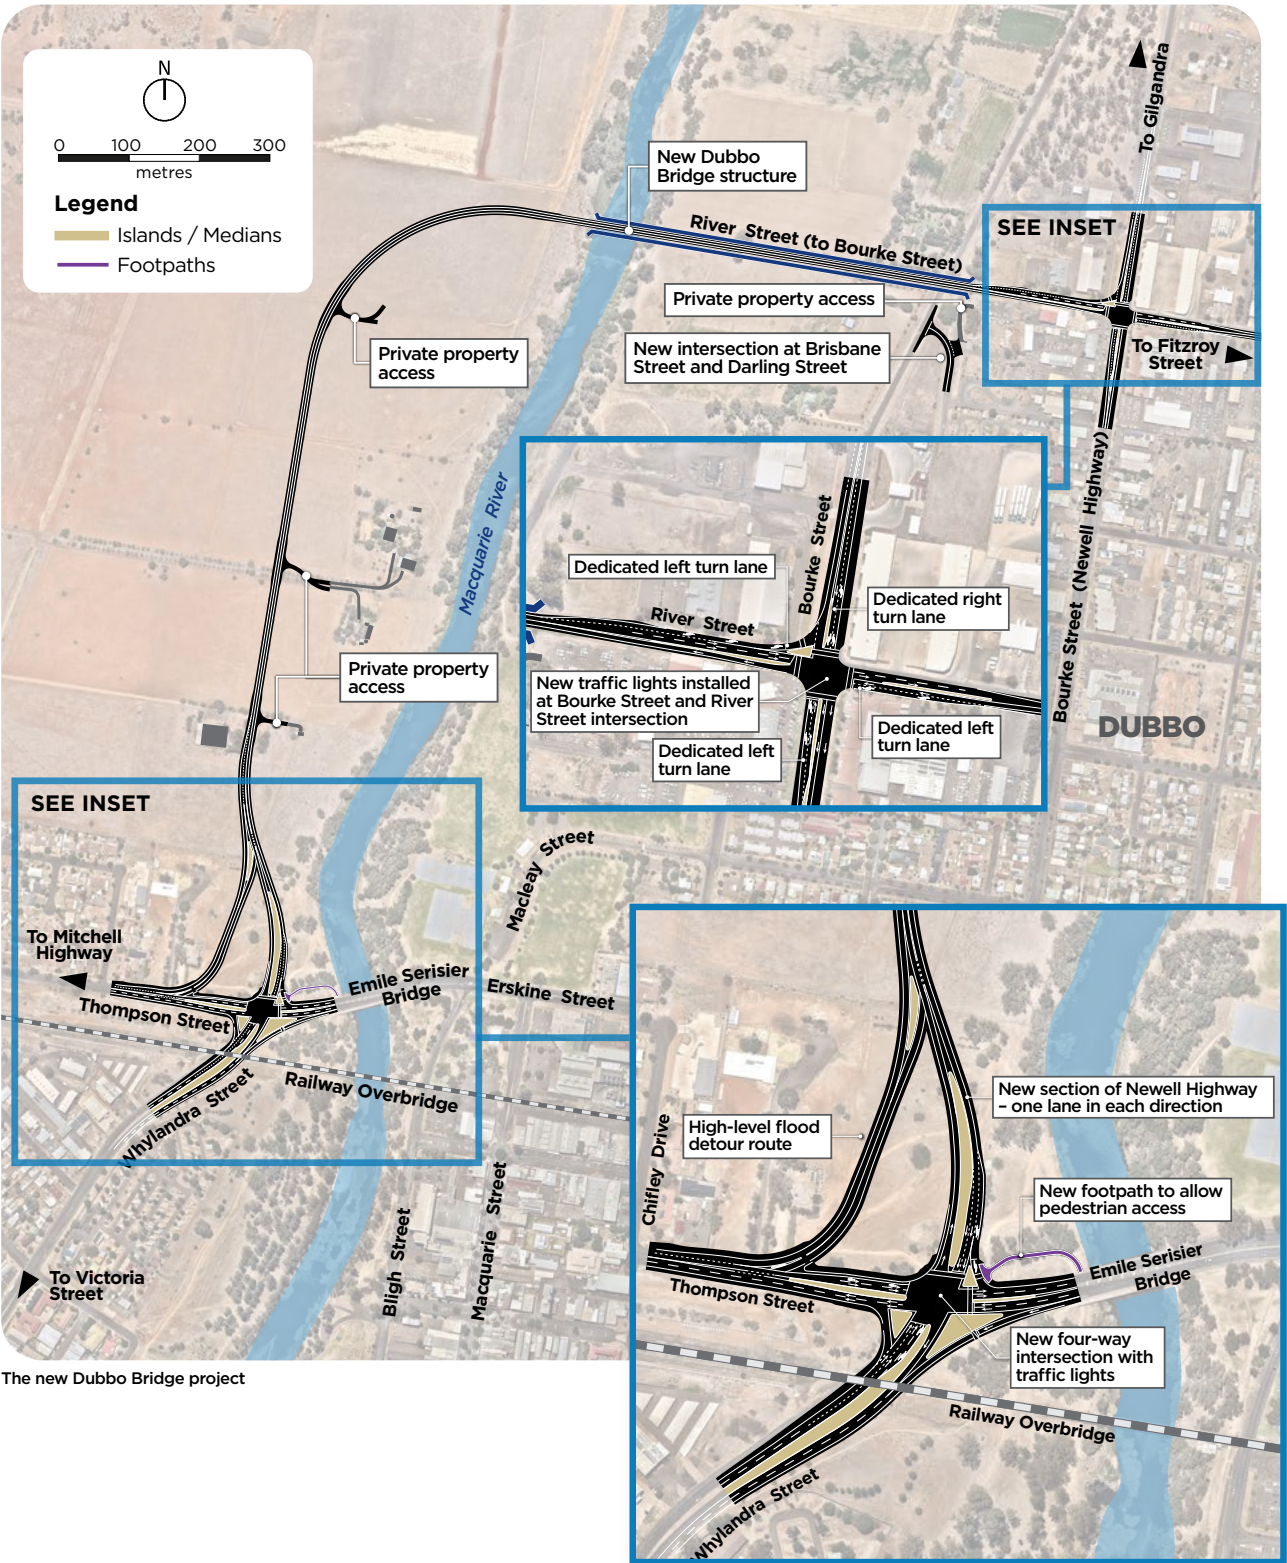 N
0 100 200 300
metres
Legend
Islands / Medians
Footpaths
To Gilgandra
New Dubbo
Bridge structure
River Street (to Bourke Street)
SEE INSET
Private property access
New intersection at Brisbane
Street and Darling Street
To Fitzroy
Street
Private property
access
Macquarie River
Bourke Street (Newell Highway)
Dedicated left turn lane
Bourke Street
River Street
Dedicated right
turn lane
New traffic lights installed
at Bourke Street and River
Street intersection
Dedicated left
turn lane
Dedicated left
turn lane
DUBBO
Private property
access
SEE INSET
Macleay Street
To Mitchell
Highway
Thompson Street
Emile Serisier
Bridge
Erskine Street
Railway Overbridge
Whylandra Street
Bligh Street
Macquarie Street
To Victoria
Street
New section of Newell Highway
– one lane in each direction
High-level flood
detour route
Chifley Drive
New footpath to allow
pedestrian access
Emile Serisier
Bridge
Thompson Street
New four-way
intersection with
traffic lights
Railway Overbridge
Whylandra Street
The new Dubbo Bridge project